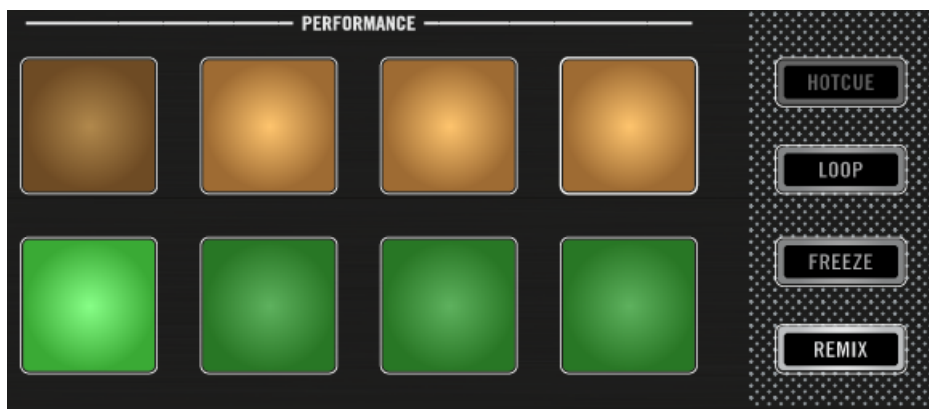 PERFORMANCE
HOTCUE
LOOP
FREEZE
REMIX